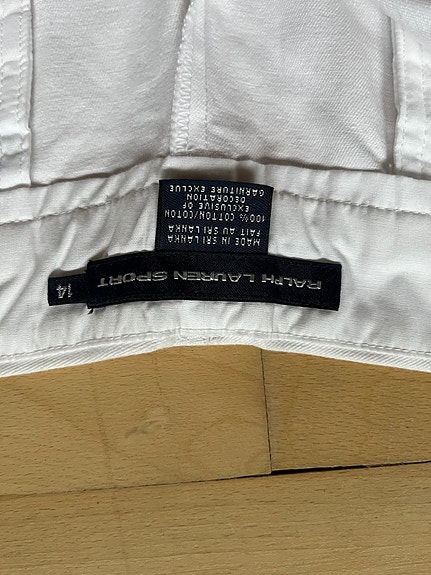 RALPH LAUREN SPORT
14
MADE IN SRI LANKA
FAIT AU SRI LANKA
100% COTTON/COTON
EXCLUSIVE OF
DECORATION
GARNITURE EXCLUE